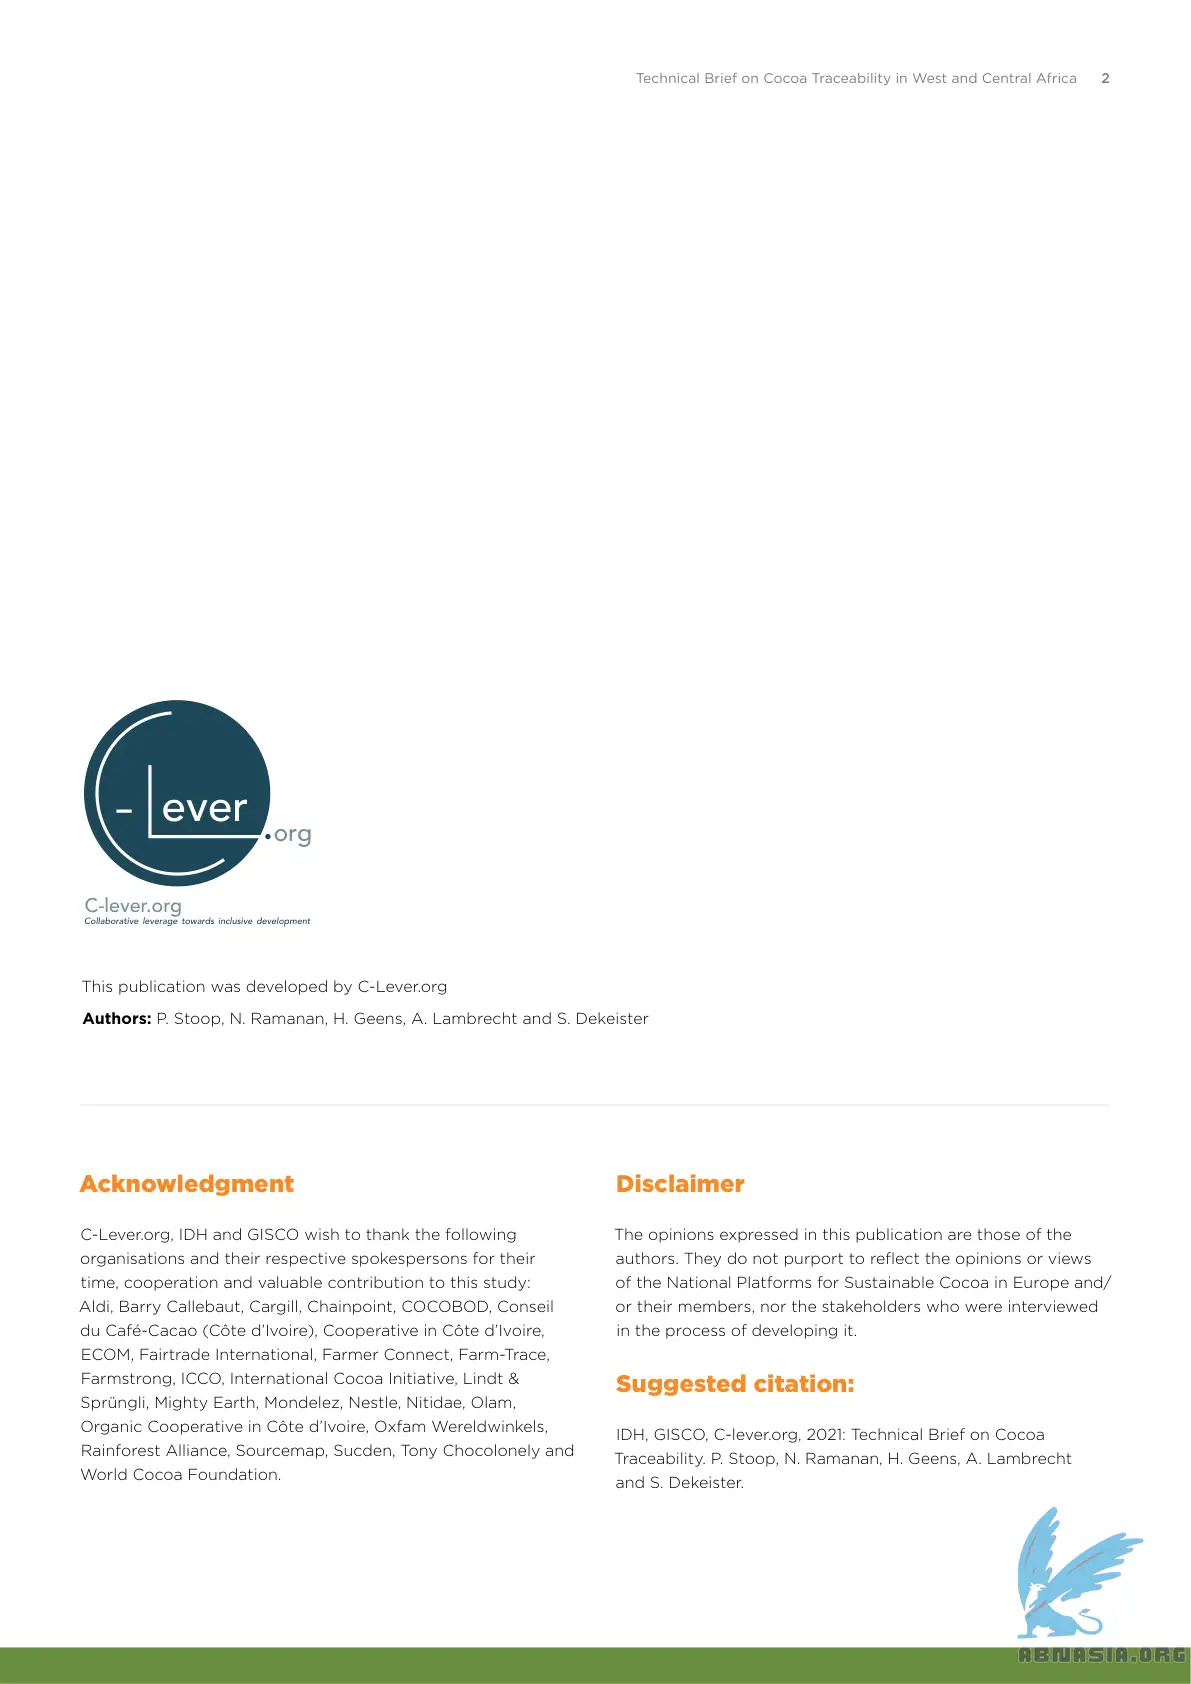 Technical Brief on Cocoa Traceability in West and Central Africa 2
– Lever
.org
C-lever.org
Collaborative leverage towards inclusive development
This publication was developed by C-Lever.org
Authors: P. Stoop, N. Ramanan, H. Geens, A. Lambrecht and S. Dekeister
Acknowledgment
C-Lever.org, IDH and GISCO wish to thank the following
organisations and their respective spokespersons for their
time, cooperation and valuable contribution to this study:
Aldi, Barry Callebaut, Cargill, Chainpoint, COCOBOD, Conseil
du Café-Cacao (Côte d’Ivoire), Cooperative in Côte d’Ivoire,
ECOM, Fairtrade International, Farmer Connect, Farm-Trace,
Farmstrong, ICCO, International Cocoa Initiative, Lindt &
Sprüngli, Mighty Earth, Mondelez, Nestle, Nitidae, Olam,
Organic Cooperative in Côte d’Ivoire, Oxfam Wereldwinkels,
Rainforest Alliance, Sourcemap, Sucden, Tony Chocolonely and
World Cocoa Foundation.
Disclaimer
The opinions expressed in this publication are those of the
authors. They do not purport to reflect the opinions or views
of the National Platforms for Sustainable Cocoa in Europe and/
or their members, nor the stakeholders who were interviewed
in the process of developing it.
Suggested citation:
IDH, GISCO, C-lever.org, 2021: Technical Brief on Cocoa
Traceability. P. Stoop, N. Ramanan, H. Geens, A. Lambrecht
and S. Dekeister.
ABNASIA.ORG